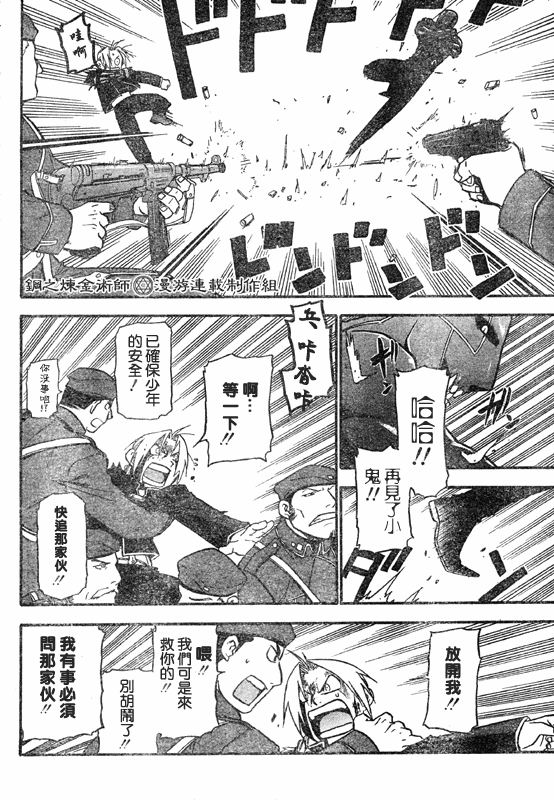 ドドドド
哇啊
ドンドンドン
鋼之煉金術師 漫游連載制作組
哈哈!!
再見了小
鬼!!
兵
咔
咔
啊…
等一下!!
已確保少年
的安全!
你沒事吧!?
快追那家伙!!
放開我!!
喂!!
我們可是來
救你的!!
別胡鬧了!!
我有事必須
問那家伙!!